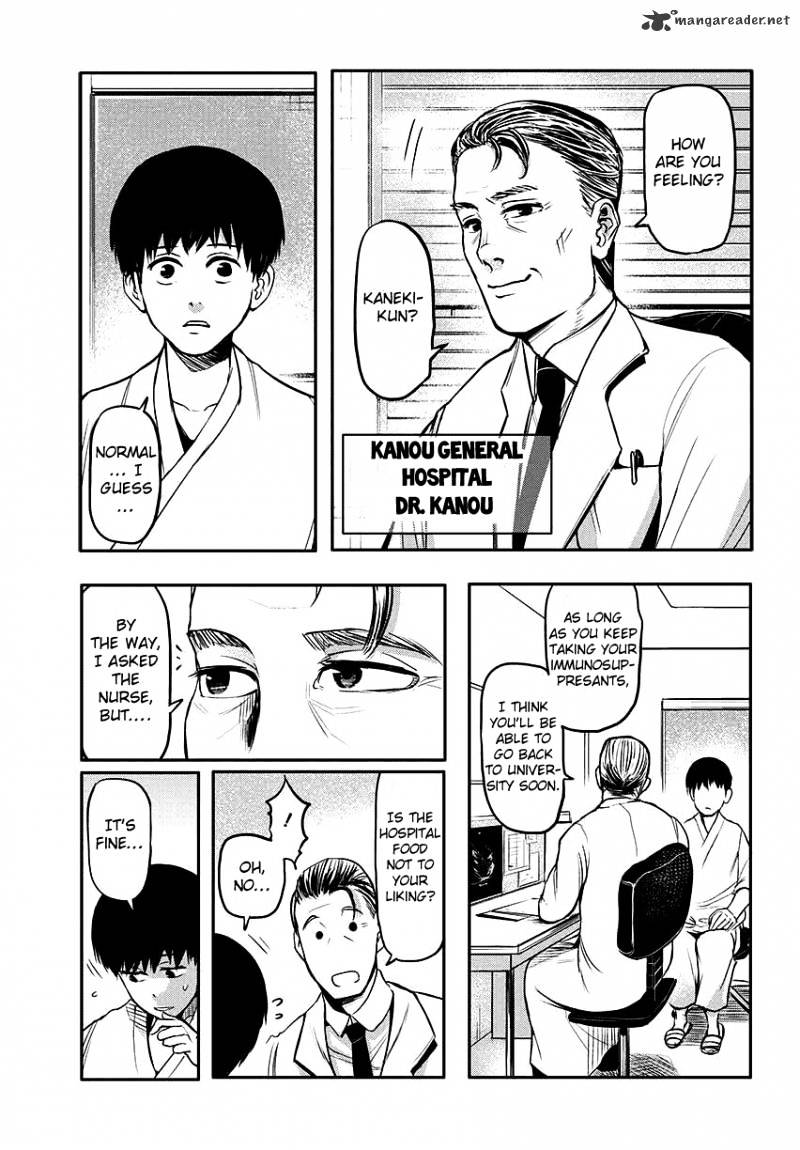 mangareader.net
HOW
ARE YOU
FEELING?
KANEKI-
KUN?
KANOU GENERAL
HOSPITAL
DR. KANOU
NORMAL
... I
GUESS
...
AS LONG
AS YOU KEEP
TAKING YOUR
IMMUNOSUP-
PRESANTS,
I THINK
YOU'LL BE
ABLE TO
GO BACK
TO UNIVER-
SITY SOON.
BY
THE WAY,
I ASKED
THE
NURSE,
BUT....
IS THE
HOSPITAL
FOOD
NOT TO
YOUR
LIKING?
!
OH,
NO...
IT'S
FINE...